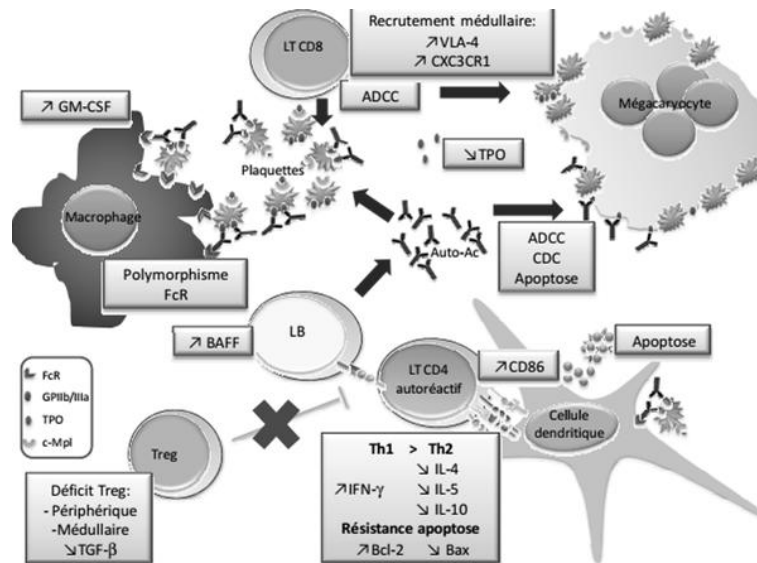 Recrutement médullaire:
↗VLA-4
↗ CXC3CR1
LT CD8
ADCC
Mégacaryocyte
↗ GM-CSF
↘TPO
Plaquettes
Macrophage
Auto-Ac
ADCC
CDC
Apoptose
Polymorphisme
FcR
↗ BAFF
LB
↗CD86
Apoptose
LT CD4
autoréactif
Cellule
dendritique
FcR
GPIIb/IIIa
TPO
c-Mpl
Treg
Th1 > Th2
↘ IL-4
↗IFN-γ ↘ IL-5
↘ IL-10
Résistance apoptose
↗Bcl-2 ↘ Bax
Déficit Treg:
- Périphérique
-Médullaire
↘TGF-β